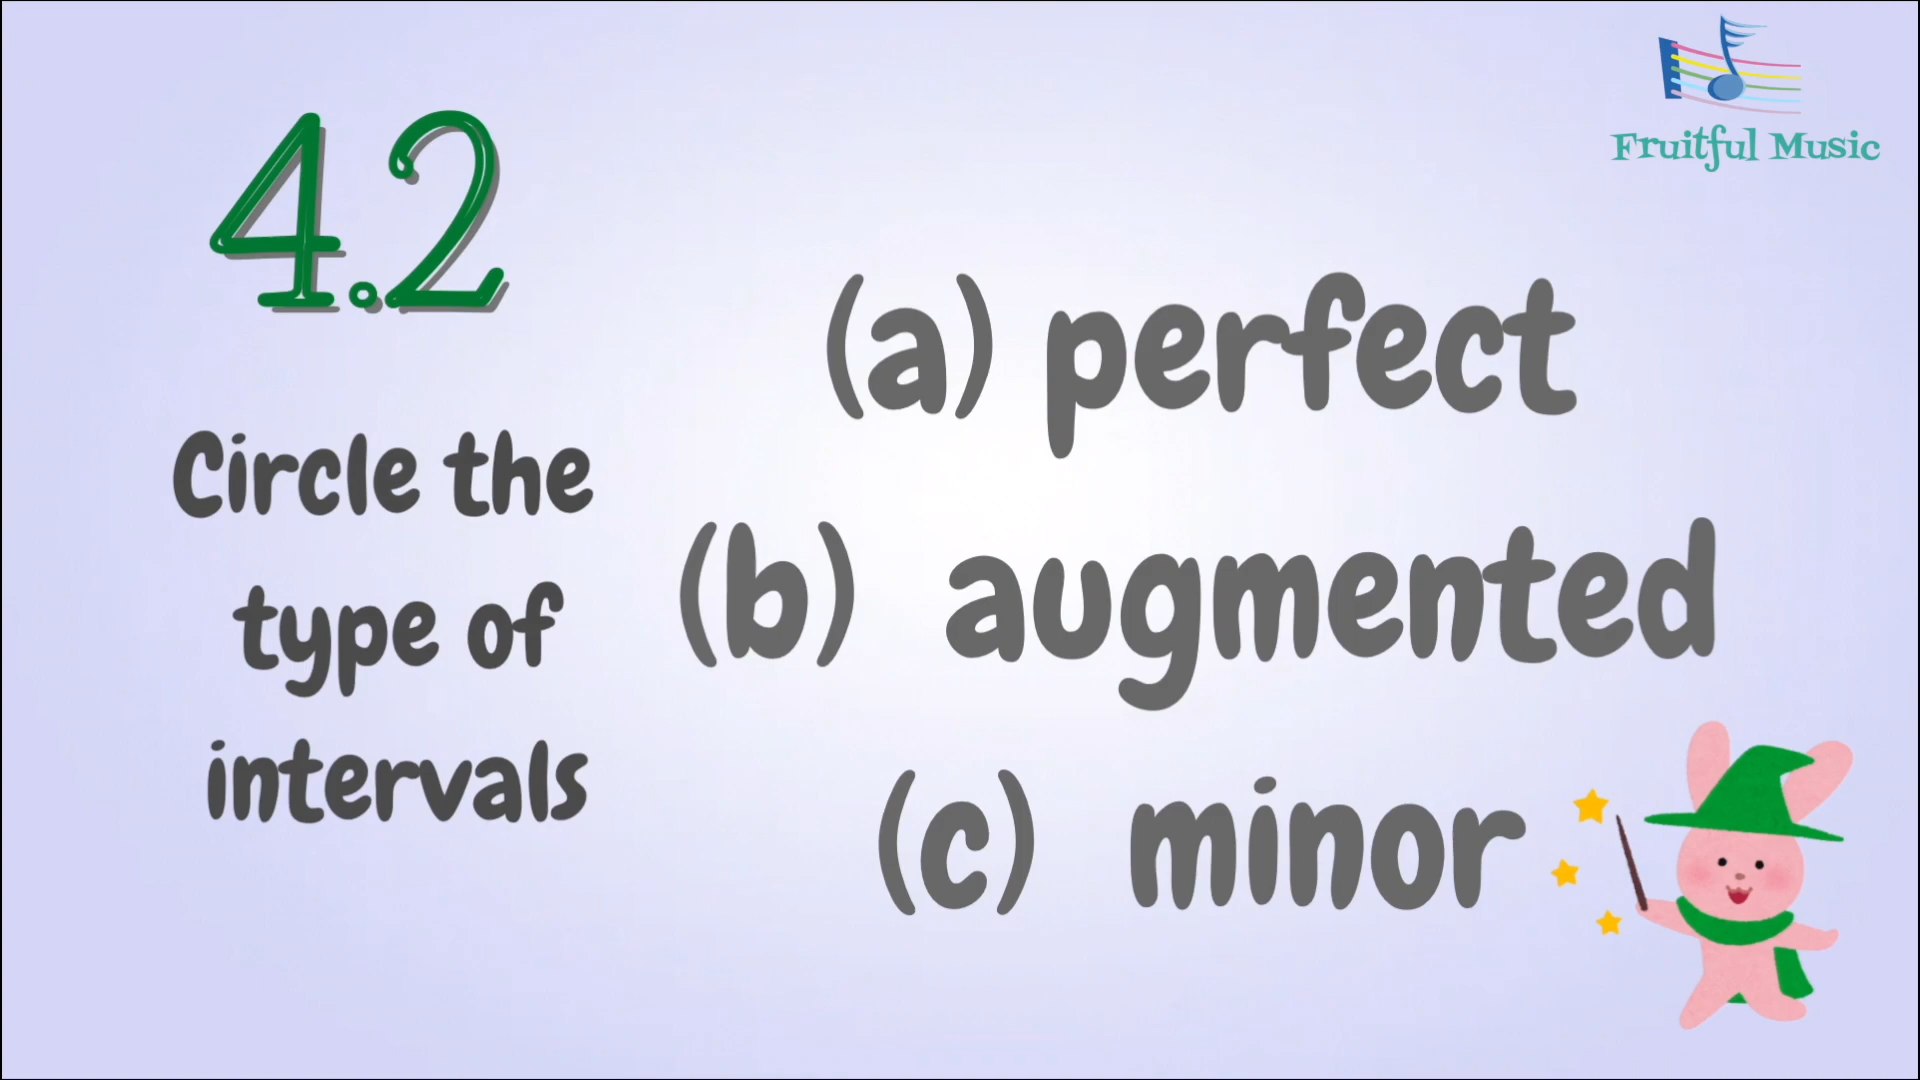 Fruitful Music
4.2
Circle the
type of
intervals
(a) perfect
(b) augmented
(c) minor